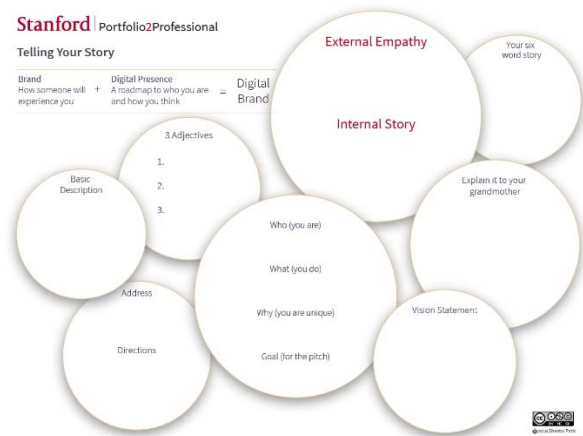 Stanford | Portfolio2Professional
Telling Your Story
Brand
How someone will
experience you
+
Digital Presence
A roadmap to who you are
and how you think
=
Digital
Brand
External Empathy
Internal Story
Your six
word story
3 Adjectives
1.
2.
3.
Basic
Description
Explain it to your
grandmother
Who (you are)
What (you do)
Why (you are unique)
Goal (for the pitch)
Address
Directions
Vision Statement